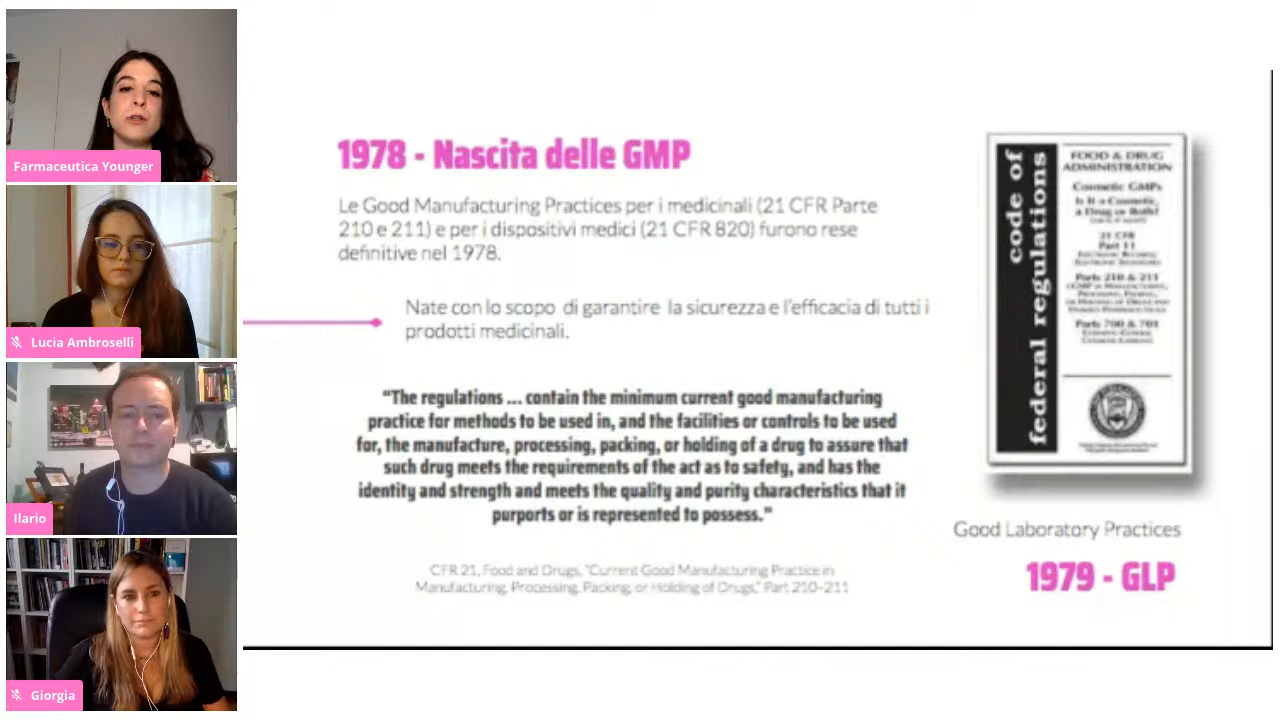 Farmaceutica Younger
Lucia Ambroselli
Ilario
Giorgia
1978 - Nascita delle GMP
Le Good Manufacturing Practices per i medicinali (21 CFR Parte
210 e 211) e per i dispositivi medici (21 CFR 820) furono rese
definitive nel 1978.
Nate con lo scopo di garantire la sicurezza e l'efficacia di tutti i
prodotti medicinali.
"The regulations ... contain the minimum current good manufacturing
practice for methods to be used in, and the facilities or controls to be used
for, the manufacture, processing, packing, or holding of a drug to assure that
such drug meets the requirements of the act as to safety, and has the
identity and strength and meets the quality and purity characteristics that it
purports or is represented to possess."
CFR 21, Food and Drugs, "Current Good Manufacturing Practice in
Manufacturing, Processing, Packing, or Holding of Drugs," Part 210-211
code of
federal regulations
FOOD & DRUG
ADMINISTRATION
Cosmetic GMPs
Is It a Cosmetic,
a Drug or Both?
21 CFR
Part 11
Parts 210 & 211
Parts 700 & 701
Good Laboratory Practices
1979 - GLP